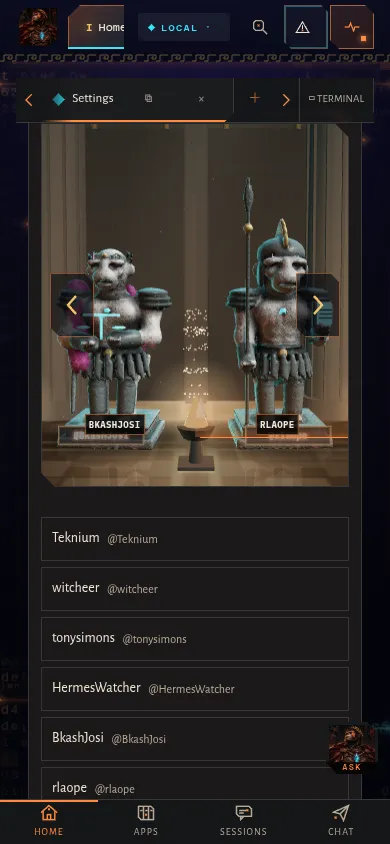 I Home
LOCAL
Settings
×
+
TERMINAL
BKASHJOSI
RLAOPE
Teknium @Teknium
witcheer @witcheer
tonysimons @tonysimons
HermesWatcher @HermesWatcher
BkashJosi @BkashJosi
rlaope @rlaope
ASK
HOME
APPS
SESSIONS
CHAT